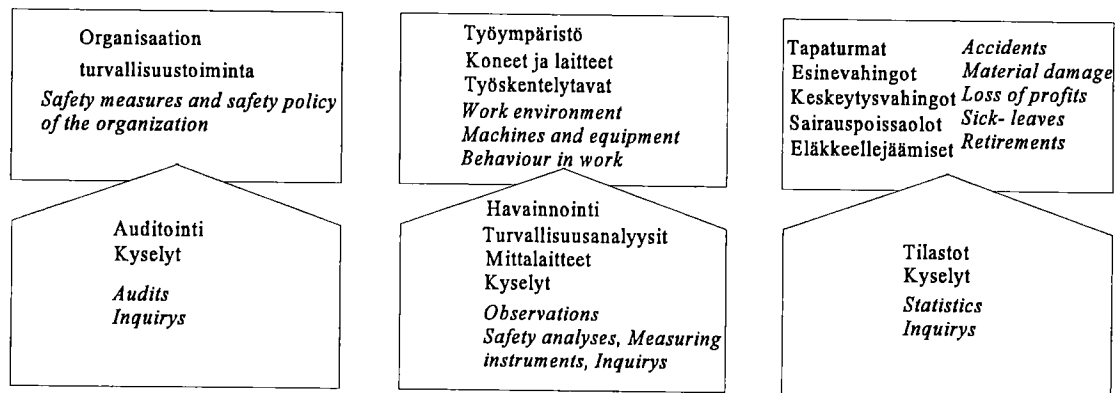 Organisaation
turvallisuustoiminta
Safety measures and safety policy
of the organization
Työympäristö
Koneet ja laitteet
Työskentelytavat
Work environment
Machines and equipment
Behaviour in work
Tapaturmat
Esinevahingot
Keskeytysvahingot
Sairauspoissaolot
Eläkkeellejäämiset
Accidents
Material damage
Loss of profits
Sick- leaves
Retirements
Auditointi
Kyselyt
Audits
Inquirys
Havainnointi
Turvallisuusanalyysit
Mittalaitteet
Kyselyt
Observations
Safety analyses, Measuring
instruments, Inquirys
Tilastot
Kyselyt
Statistics
Inquirys